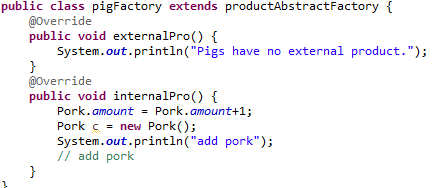 public class pigFactory extends productAbstractFactory {
    @Override
    public void externalPro() {
        System.out.println("Pigs have no external product.");
    }
    @Override
    public void internalPro() {
        Pork.amount = Pork.amount+1;
        Pork c = new Pork();
        System.out.println("add pork");
        // add pork
    }
}